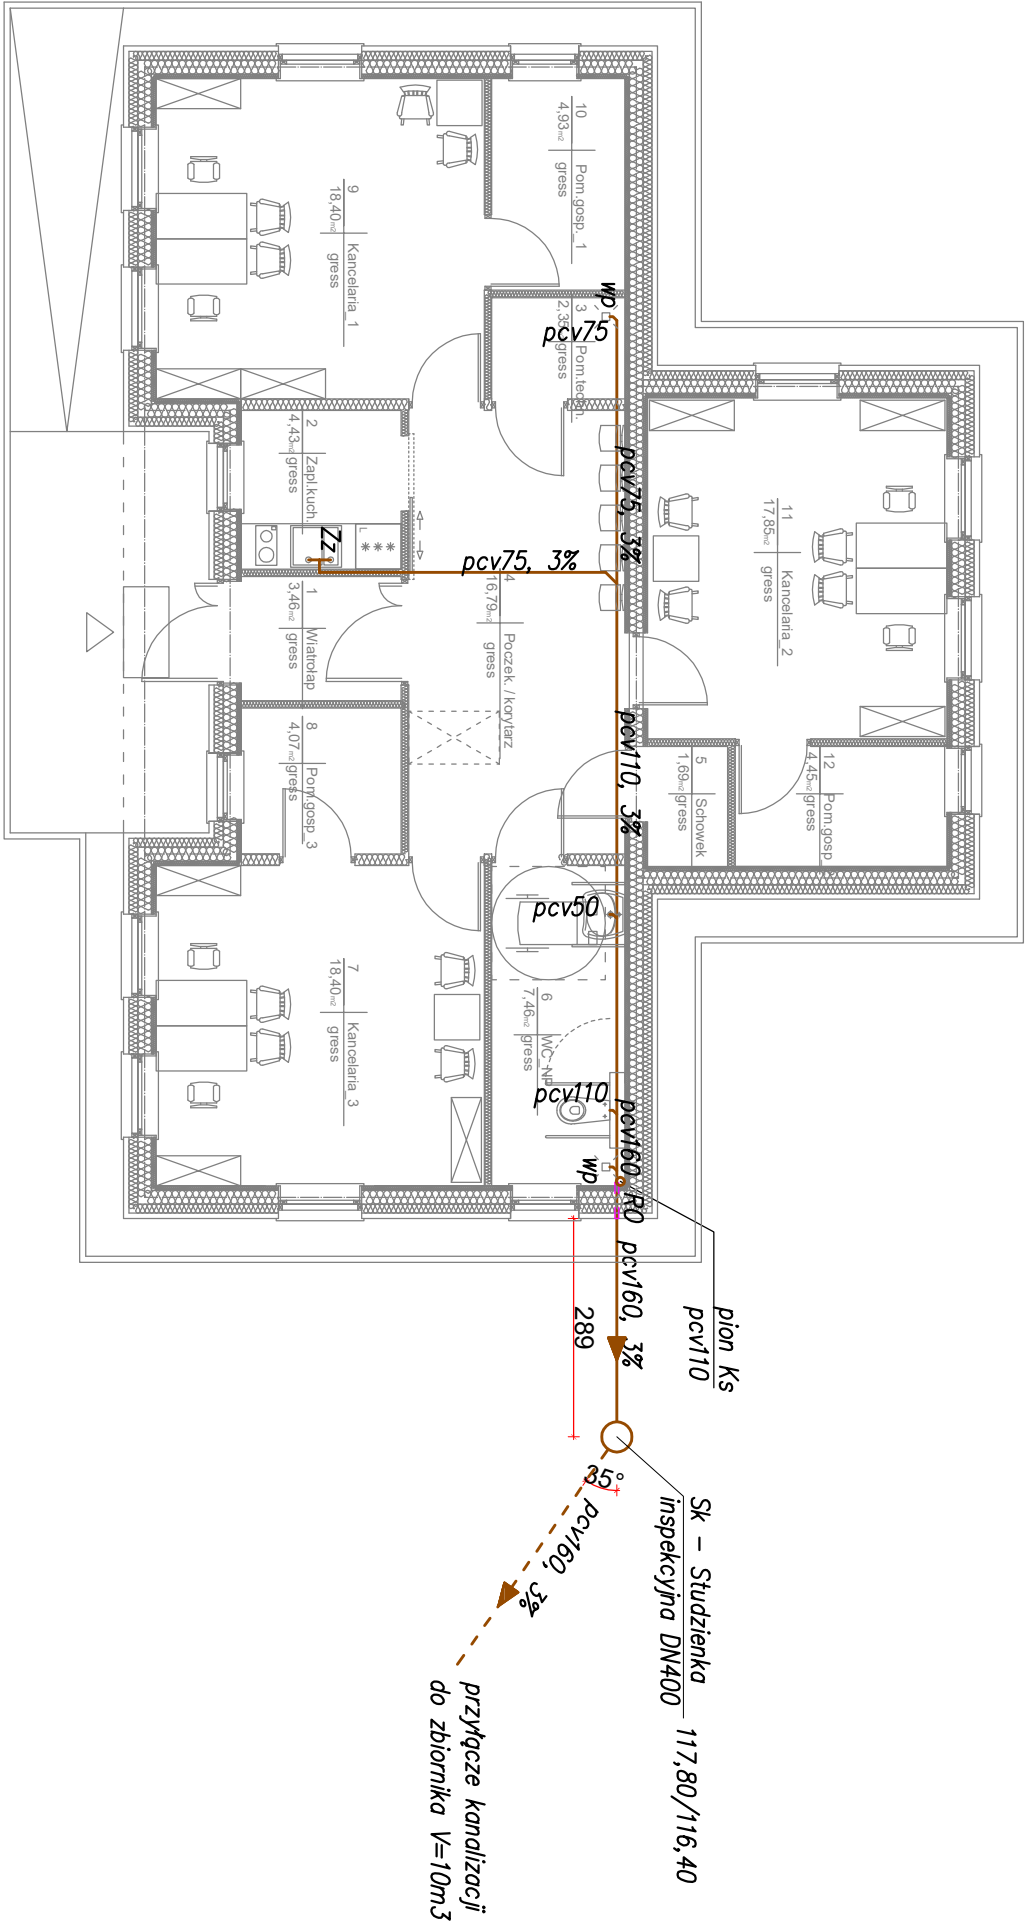 10
4,93m2
Pom.gosp._1
gress
9
18,40m2
Kancelaria_1
gress
wp
pcv75
3
2,35m2
Pom.techn.
gress
2
4,43m2
Zapl.kuch.
gress
Zz
L
pcv75, 3%
pcv75, 3%
11
17,85m2
Kancelaria_2
gress
1
3,46m2
Wiatrołap
gress
4
16,79m2
Poczek. / korytarz
gress
8
4,07m2
Pom.gosp_3
gress
pcv110, 3%
5
1,69m2
Schowek
gress
12
4,45m2
Pom.gosp
gress
pcv50
7
18,40m2
Kancelaria_3
gress
6
7,46m2
WC_NP
gress
pcv110
pcv160
wp
RO
pcv160, 3%
pion Ks
pcv110
289
35°
pcv160, 3%
Sk - Studzienka
inspekcyjna DN400
117,80/116,40
przyłącze kanalizacji
do zbiornika V=10m3